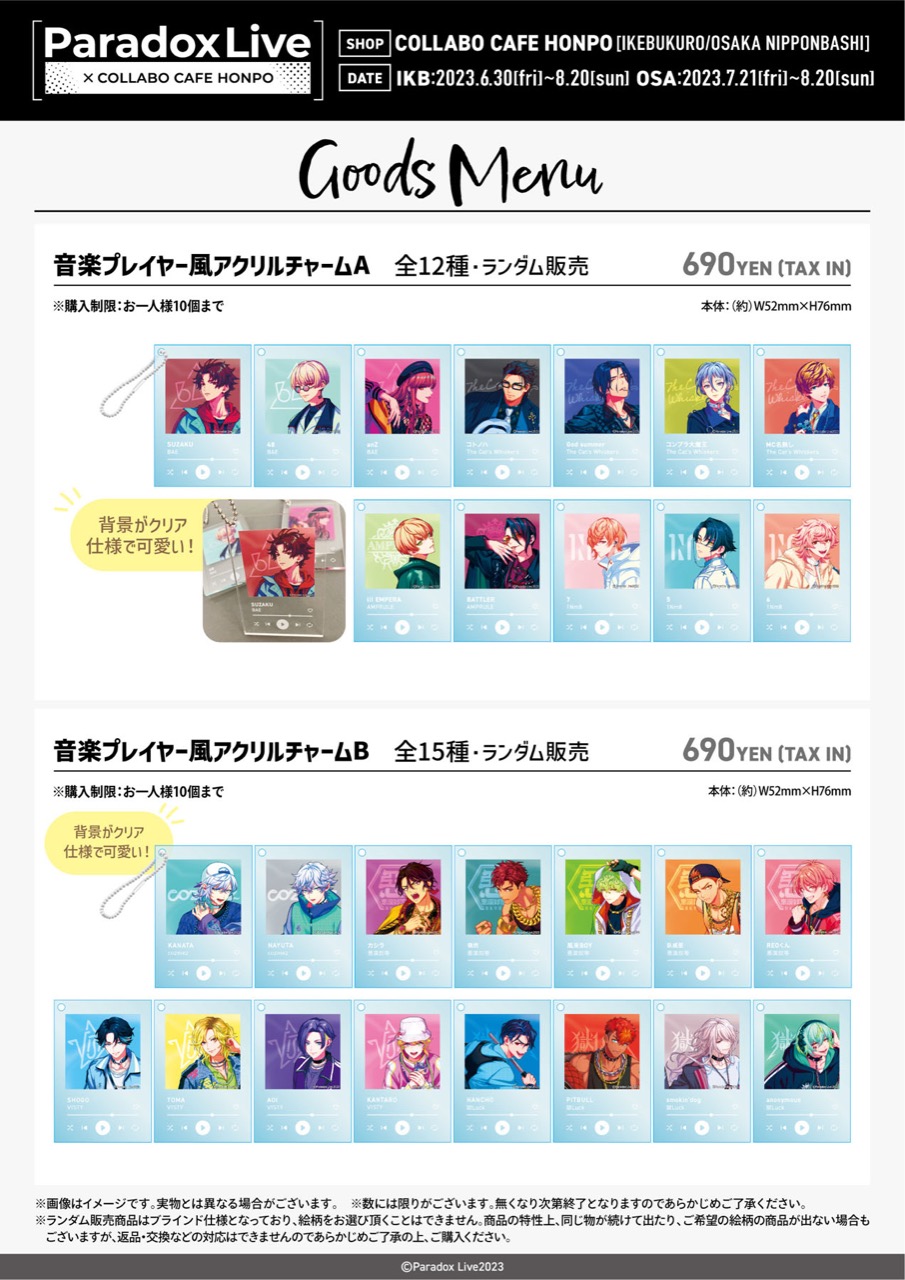 Paradox Live
× COLLABO CAFE HONPO
SHOP COLLABO CAFE HONPO [IKEBUKURO/OSAKA NIPPONBASHI]
DATE IKB:2023.6.30[fri]~8.20[sun] OSA:2023.7.21[fri]~8.20[sun]
Goods Menu
音楽プレイヤー風アクリルチャームA 全12種・ランダム販売 690YEN (TAX IN)
※購入制限：お一人様10個まで 本体：（約）W52mm×H76mm
SUZAKU
BAE
48
BAE
anZ
BAE
コトノハ
The Cat's Whiskers
God summer
The Cat's Whiskers
コンプラ大魔王
The Cat's Whiskers
MC名無し
The Cat's Whiskers
背景がクリア
仕様で可愛い！
SUZAKU
BAE
EMPERA
AMPRULE
BATTLER
AMPRULE
7
1Nm8
5
1Nm8
4
1Nm8
音楽プレイヤー風アクリルチャームB 全15種・ランダム販売 690YEN (TAX IN)
※購入制限：お一人様10個まで 本体：（約）W52mm×H76mm
背景がクリア
仕様で可愛い！
KANATA
cozmez
NAYUTA
cozmez
カシラ
悪漢奴等
悪漢奴等
BOY
悪漢奴等
悪漢奴等
REDくん
悪漢奴等
SHOGO
VISTY
TOMA
VISTY
AOI
VISTY
KANTARO
VISTY
HAKONIWA
獄Luck
PITBULL
獄Luck
smokin' dog
獄Luck
anonymous
獄Luck
※画像はイメージです。実物とは異なる場合がございます。 ※数には限りがございます。無くなり次第終了となりますのであらかじめご了承ください。
※ランダム販売商品はブラインド仕様となっており、絵柄をお選び頂くことはできません。商品の特性上、同じ物が続けて出たり、ご希望の絵柄の商品が出ない場合も
ございますが、返品・交換などの対応はできませんのであらかじめご了承の上、ご購入ください。
©Paradox Live2023